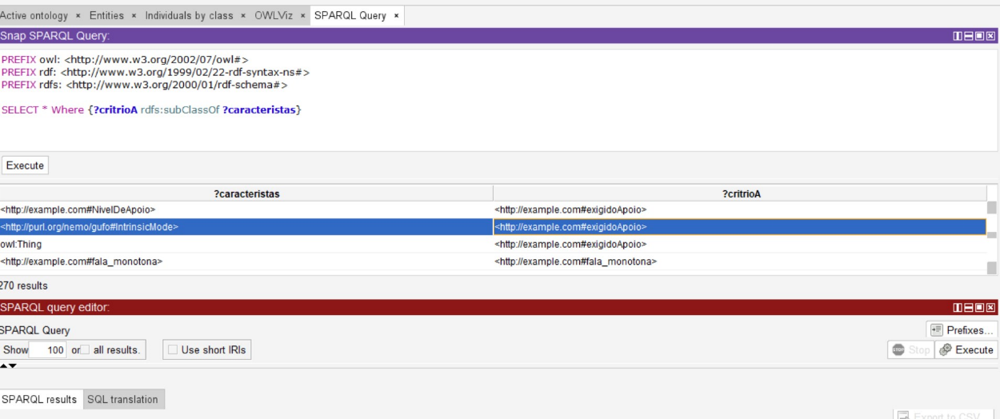 Active ontology × Entities × Individuals by class × OWLViz × SPARQL Query ×
Snap SPARQL Query:
PREFIX owl: <http://www.w3.org/2002/07/owl#>
PREFIX rdf: <http://www.w3.org/1999/02/22-rdf-syntax-ns#>
PREFIX rdfs: <http://www.w3.org/2000/01/rdf-schema#>
SELECT * Where {?critrioA rdfs:subClassOf ?caracteristas}
Execute
?caracteristas ?critrioA
<http://example.com#NivelDeApoio> <http://example.com#exigidoApoio>
<http://purl.org/nemo/gufo#IntrinsicMode> <http://example.com#exigidoApoio>
owl:Thing <http://example.com#exigidoApoio>
<http://example.com#fala_monotona> <http://example.com#fala_monotona>
270 results
SPARQL query editor:
SPARQL Query
Prefixes...
Show 100 or all results. Use short IRIs
STOP Stop Execute
SPARQL results SQL translation
Export to CSV